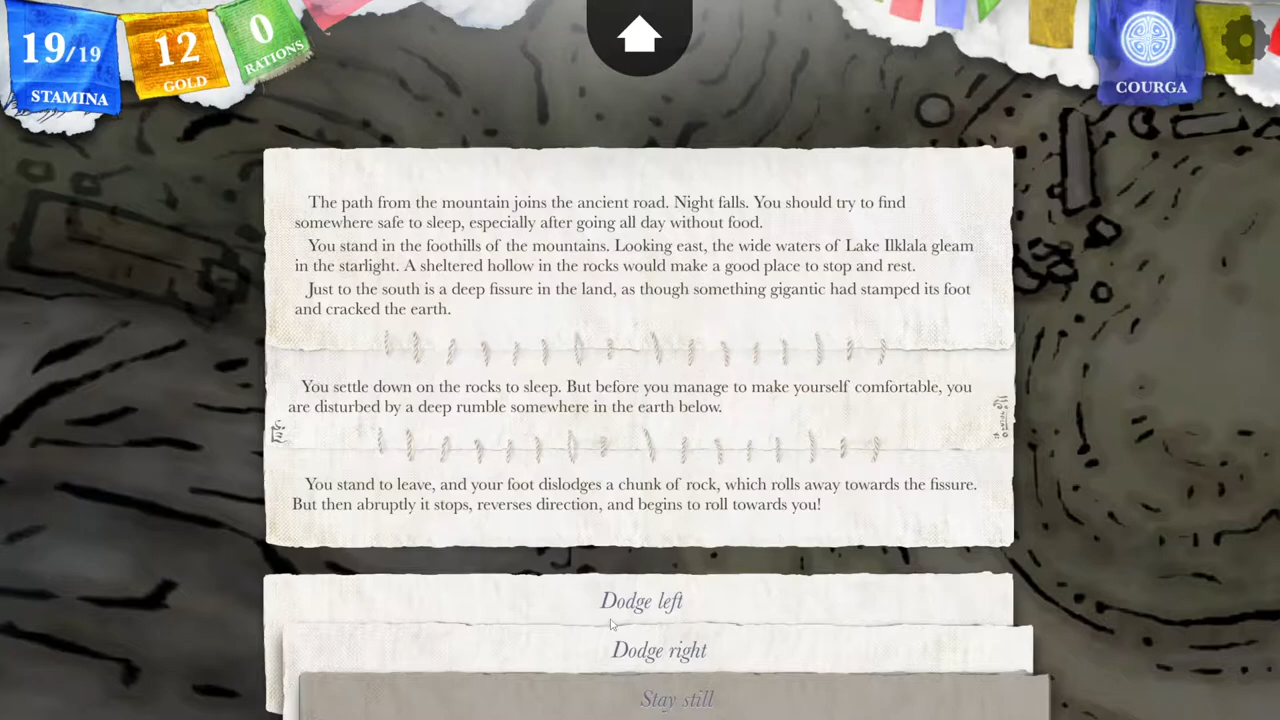 19/19
STAMINA
12
GOLD
0
RATIONS
COURGA
The path from the mountain joins the ancient road. Night falls. You should try to find
somewhere safe to sleep, especially after going all day without food.
You stand in the foothills of the mountains. Looking east, the wide waters of Lake Ilklala gleam
in the starlight. A sheltered hollow in the rocks would make a good place to stop and rest.
Just to the south is a deep fissure in the land, as though something gigantic had stamped its foot
and cracked the earth.
You settle down on the rocks to sleep. But before you manage to make yourself comfortable, you
are disturbed by a deep rumble somewhere in the earth below.
You stand to leave, and your foot dislodges a chunk of rock, which rolls away towards the fissure.
But then abruptly it stops, reverses direction, and begins to roll towards you!
Dodge left
Dodge right
Stay still